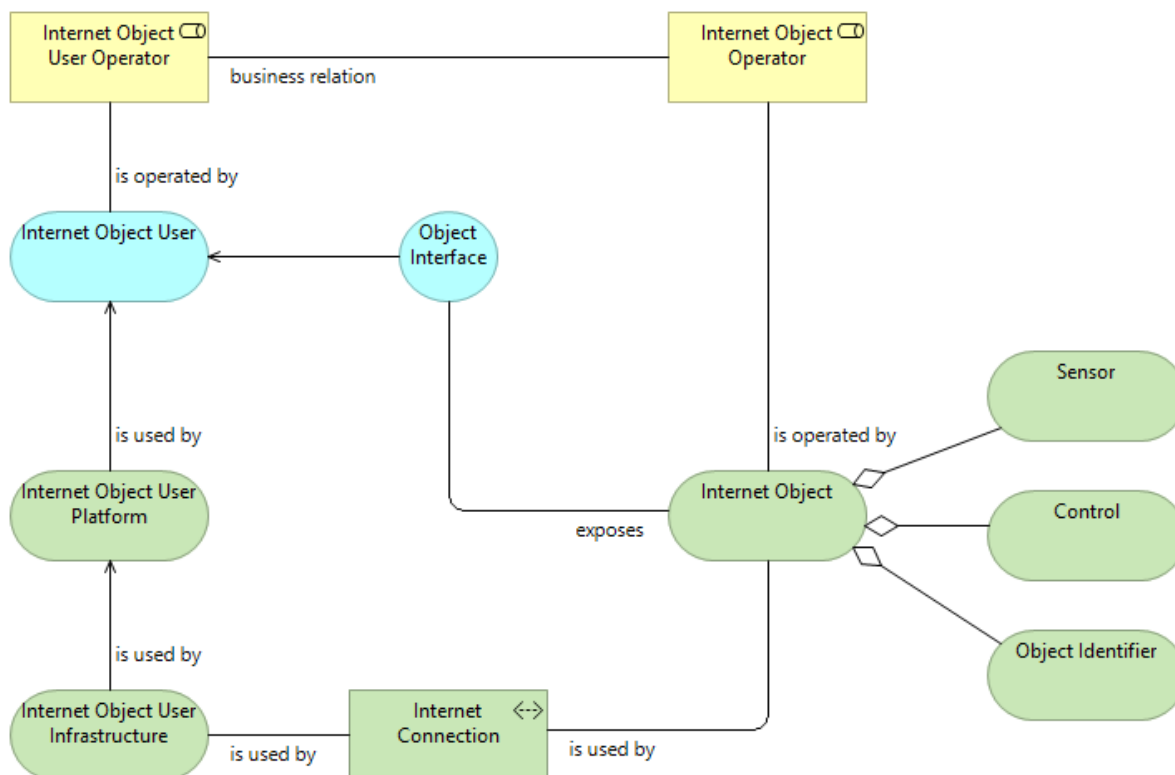 Internet Object
User Operator
Internet Object
Operator
business relation
is operated by
Internet Object User
Object
Interface
Sensor
is used by
is operated by
Internet Object User
Platform
Internet Object
Control
exposes
is used by
Object Identifier
Internet Object User
Infrastructure
Internet
Connection
is used by
is used by